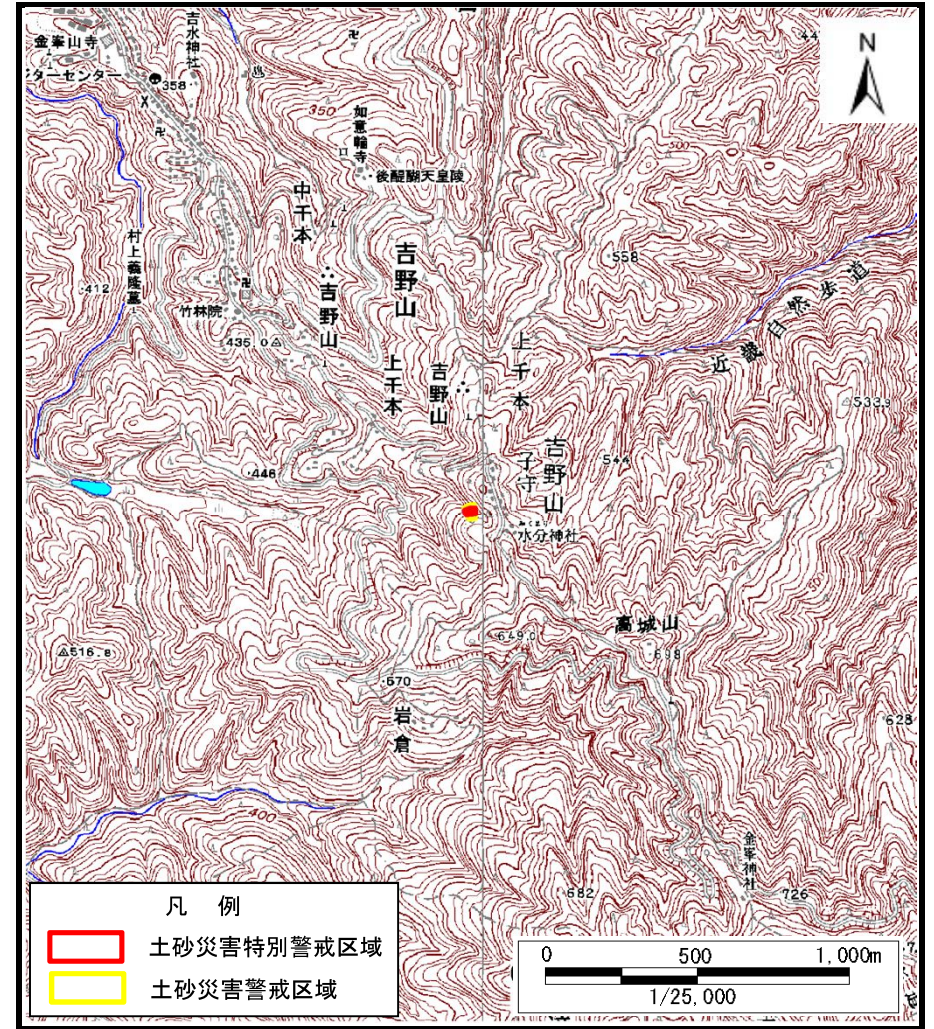 金峯山寺
吉水神社
ジターセンター
358
350
如意輪寺
後醍醐天皇陵
中千本
吉野山
村上義隆墓
412
竹林院
435.0
吉野山
上千本
吉野山
上千本
558
近畿自然歩道
533.9
544
吉野山
子守
446
みくまり
水分神社
高城山
649.0
698
516.8
670
岩倉
628
400
金峯神社
682
726
N
凡 例
土砂災害特別警戒区域
土砂災害警戒区域
0 500 1,000m
1/25,000